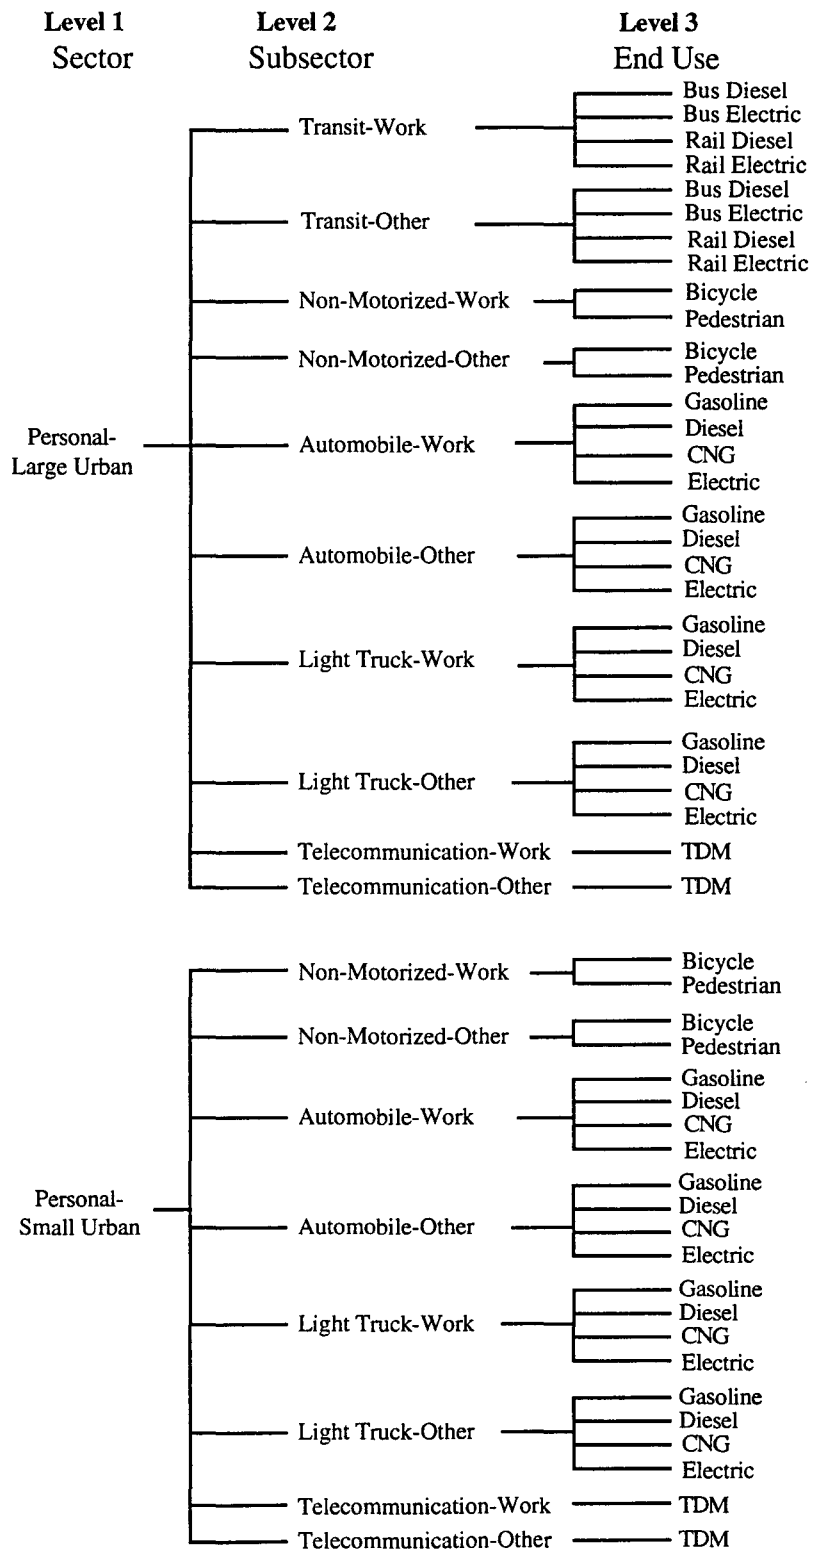 Level 1 Level 2 Level 3
Sector Subsector End Use
Transit-Work
Bus Diesel
Bus Electric
Rail Diesel
Rail Electric
Transit-Other
Bus Diesel
Bus Electric
Rail Diesel
Rail Electric
Non-Motorized-Work
Bicycle
Pedestrian
Non-Motorized-Other
Bicycle
Pedestrian
Personal-
Large Urban
Automobile-Work
Gasoline
Diesel
CNG
Electric
Automobile-Other
Gasoline
Diesel
CNG
Electric
Light Truck-Work
Gasoline
Diesel
CNG
Electric
Light Truck-Other
Gasoline
Diesel
CNG
Electric
Telecommunication-Work TDM
Telecommunication-Other TDM
Non-Motorized-Work
Bicycle
Pedestrian
Non-Motorized-Other
Bicycle
Pedestrian
Automobile-Work
Gasoline
Diesel
CNG
Electric
Personal-
Small Urban
Automobile-Other
Gasoline
Diesel
CNG
Electric
Light Truck-Work
Gasoline
Diesel
CNG
Electric
Light Truck-Other
Gasoline
Diesel
CNG
Electric
Telecommunication-Work TDM
Telecommunication-Other TDM